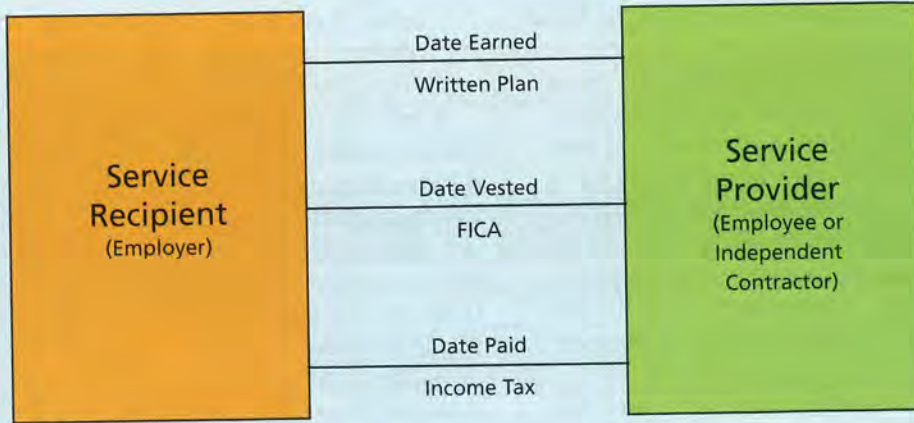 Service
Recipient
(Employer)
Date Earned
Written Plan
Date Vested
FICA
Date Paid
Income Tax
Service
Provider
(Employee or
Independent
Contractor)